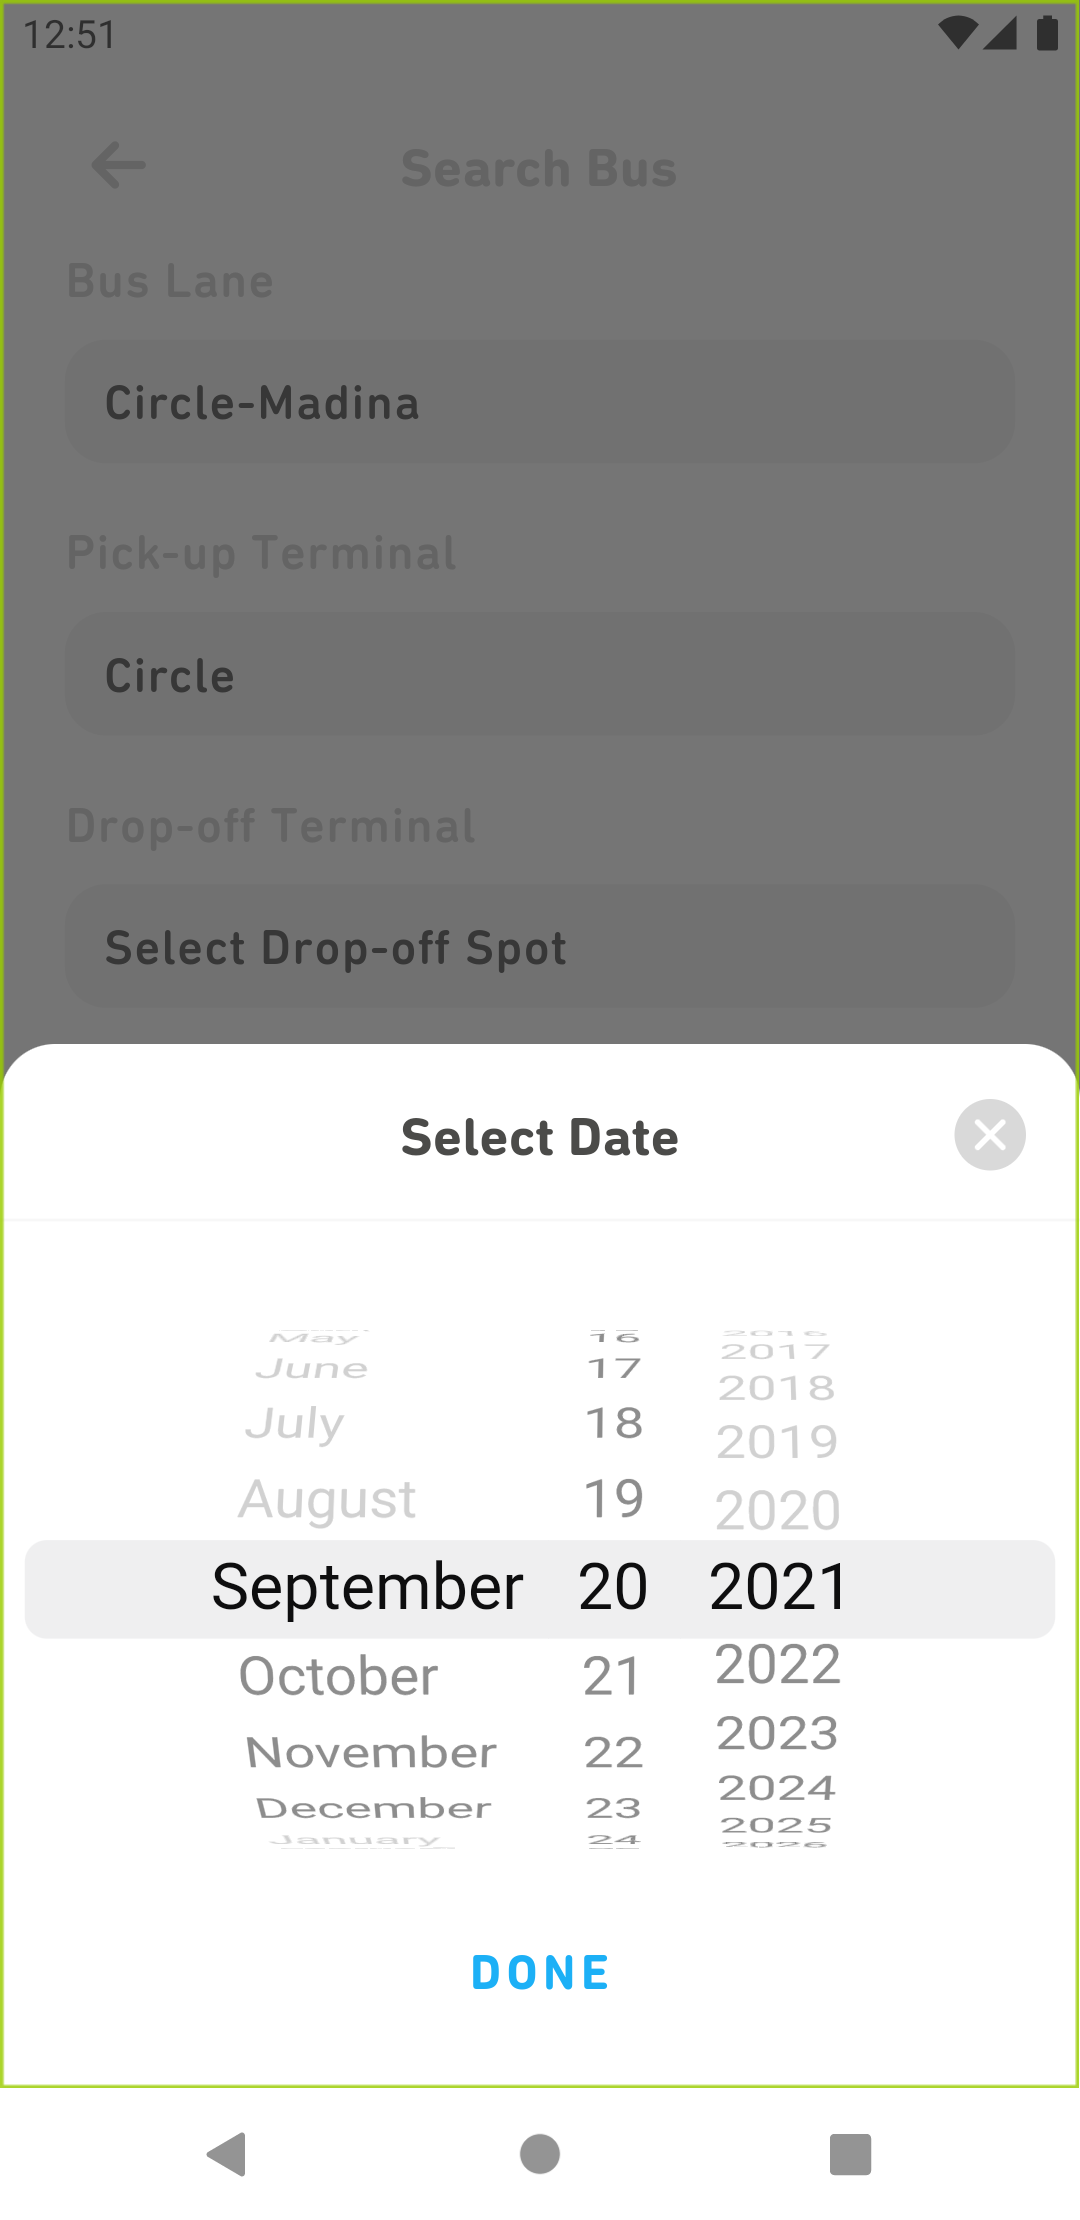 12:51
Search Bus
Bus Lane
Circle-Madina
Pick-up Terminal
Circle
Drop-off Terminal
Select Drop-off Spot
Select Date
May 16 2016
June 17 2017
July 18 2018
August 19 2019
2020
September 20 2021
October 21 2022
November 22 2023
December 23 2024
January 24 2025
2026
DONE